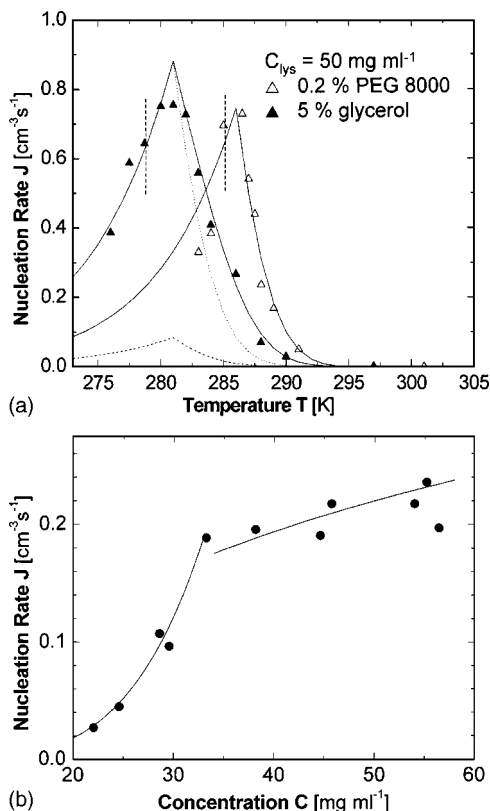 1.0
0.8
0.6
0.4
0.2
0.0
Nucleation Rate J [cm⁻³s⁻¹]
C_lys = 50 mg ml⁻¹
△ 0.2 % PEG 8000
▲ 5 % glycerol
275 280 285 290 295 300 305
Temperature T [K]
(a)
0.2
0.1
0.0
Nucleation Rate J [cm⁻³s⁻¹]
20 30 40 50 60
Concentration C [mg ml⁻¹]
(b)